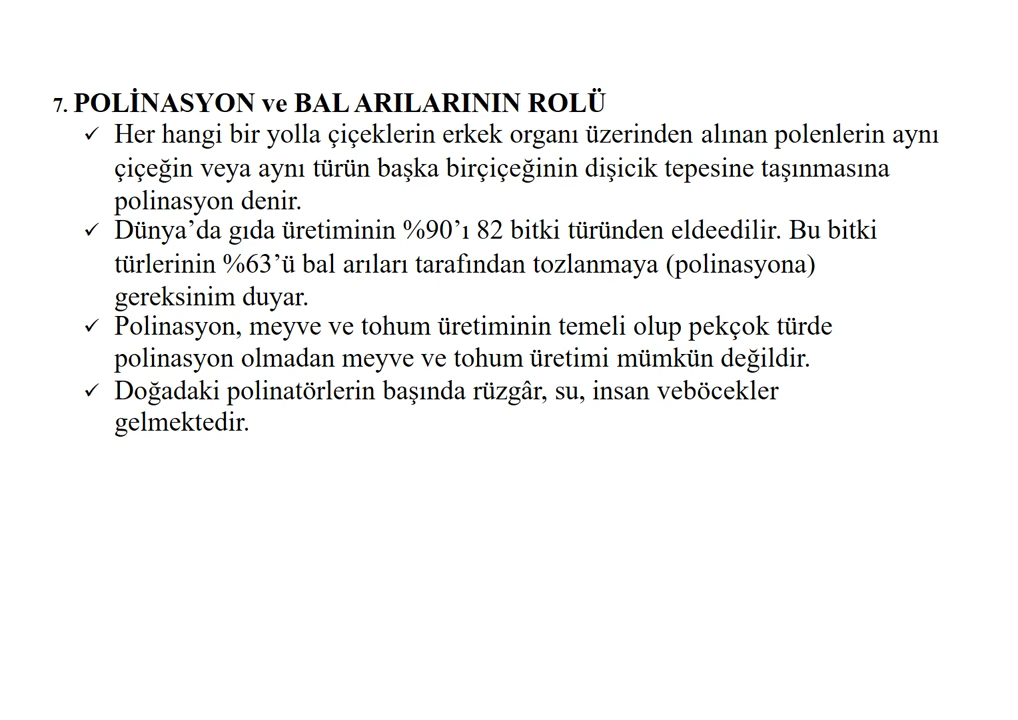 7. POLİNASYON ve BAL ARILARININ ROLÜ
✓ Her hangi bir yolla çiçeklerin erkek organı üzerinden alınan polenlerin aynı
çiçeğin veya aynı türün başka birçiçeğinin dişicik tepesine taşınmasına
polinasyon denir.
✓ Dünya’da gıda üretiminin %90’ı 82 bitki türünden eldeedilir. Bu bitki
türlerinin %63’ü bal arıları tarafından tozlanmaya (polinasyona)
gereksinim duyar.
✓ Polinasyon, meyve ve tohum üretiminin temeli olup pekçok türde
polinasyon olmadan meyve ve tohum üretimi mümkün değildir.
✓ Doğadaki polinatörlerin başında rüzgâr, su, insan veböcekler
gelmektedir.